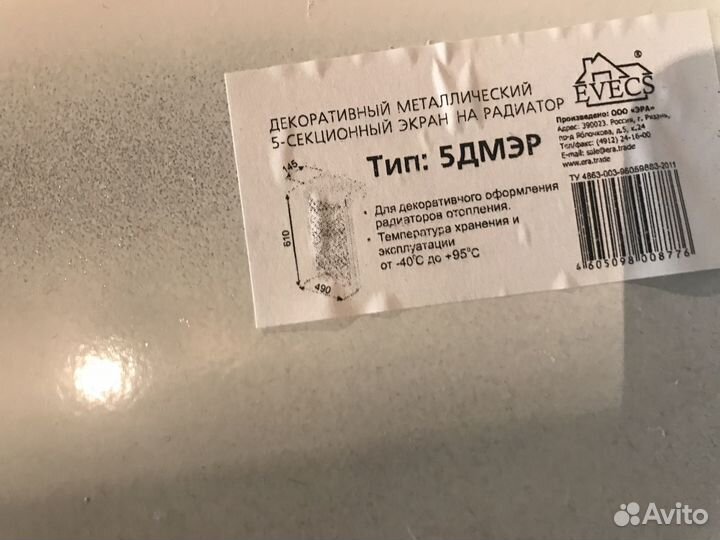 ДЕКОРАТИВНЫЙ МЕТАЛЛИЧЕСКИЙ
5-СЕКЦИОННЫЙ ЭКРАН НА РАДИАТОР
Тип: 5ДМЭР
145
610
490
• Для декоративного оформления
радиаторов отопления.
• Температура хранения и
эксплуатации
от -40°C до +95°C
EVECS®
Произведено: ООО «ЭРА»
Адрес: 390023. Россия, г. Рязань,
пр-д Яблочкова, д.5, к.24
Тел/факс: (4912) 24-16-00
E-mail: sale@era.trade
www.era.trade
ТУ 4863-003-98059883-2011
4605098008776
Avito